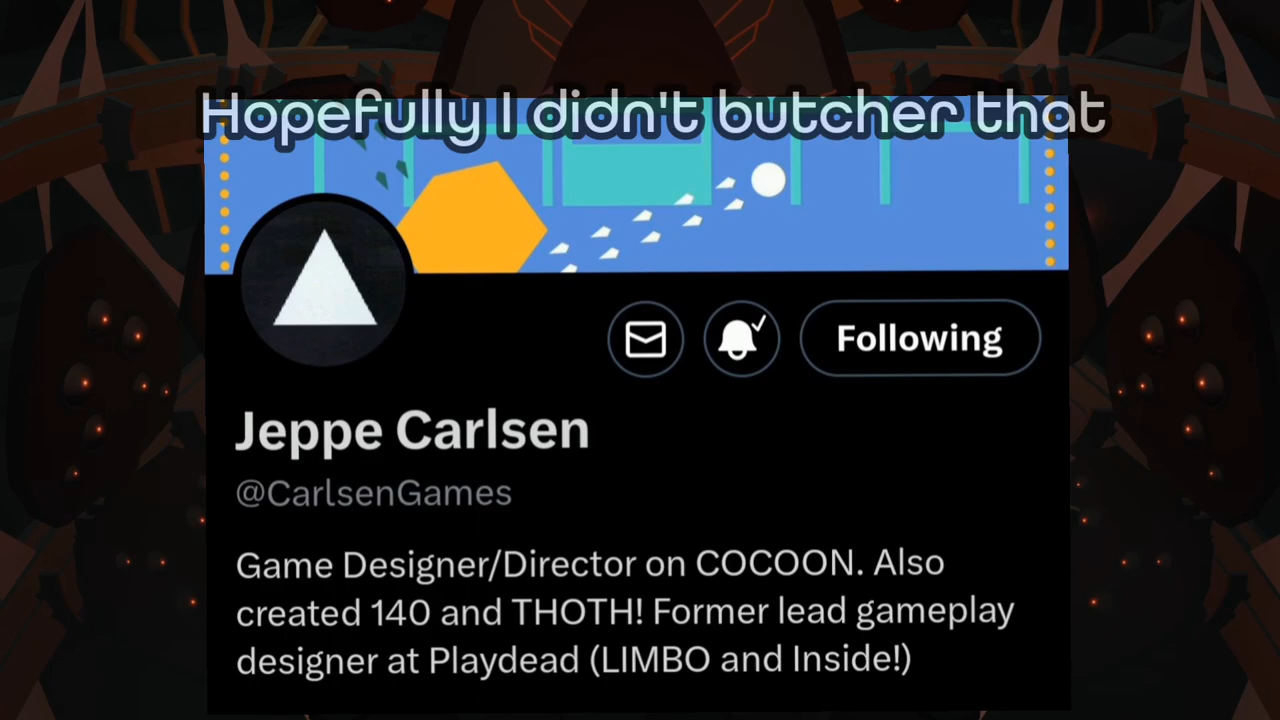 Hopefully I didn't butcher that
Following
Jeppe Carlsen
@CarlsenGames
Game Designer/Director on COCOON. Also
created 140 and THOTH! Former lead gameplay
designer at Playdead (LIMBO and Inside!)